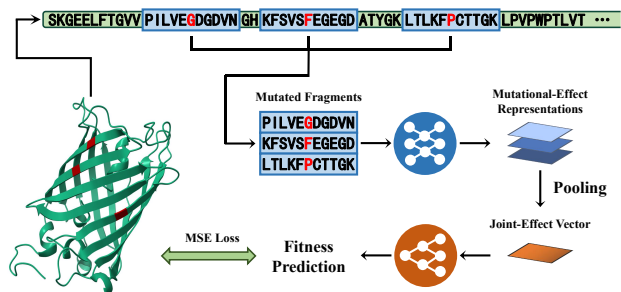 SKGEELFTGVV PILVEGDGDVN GH KFSVSFEGEGD ATYGK LTLKFPCTTGK LPVPWPTLVT ···
Mutated Fragments
PILVEGDGDVN
KFSVSFEGEGD
LTLKFPCTTGK
Mutational-Effect
Representations
Pooling
Joint-Effect Vector
Fitness
Prediction
MSE Loss